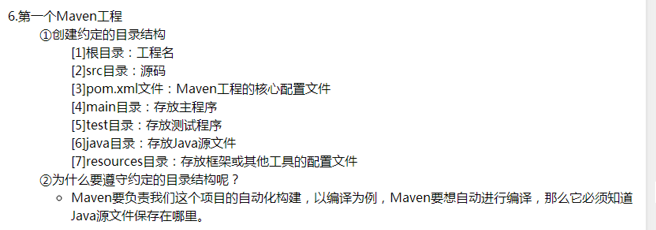 6.第一个Maven工程
①创建约定的目录结构
[1]根目录：工程名
[2]src目录：源码
[3]pom.xml文件：Maven工程的核心配置文件
[4]main目录：存放主程序
[5]test目录：存放测试程序
[6]java目录：存放Java源文件
[7]resources目录：存放框架或其他工具的配置文件
②为什么要遵守约定的目录结构呢？
○ Maven要负责我们这个项目的自动化构建，以编译为例，Maven要想自动进行编译，那么它必须知道
Java源文件保存在哪里。